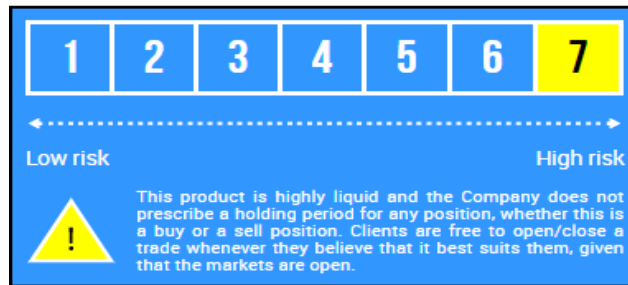 1 2 3 4 5 6 7
Low risk High risk
This product is highly liquid and the Company does not
prescribe a holding period for any position, whether this is
a buy or a sell position. Clients are free to open/close a
trade whenever they believe that it best suits them, given
that the markets are open.
!